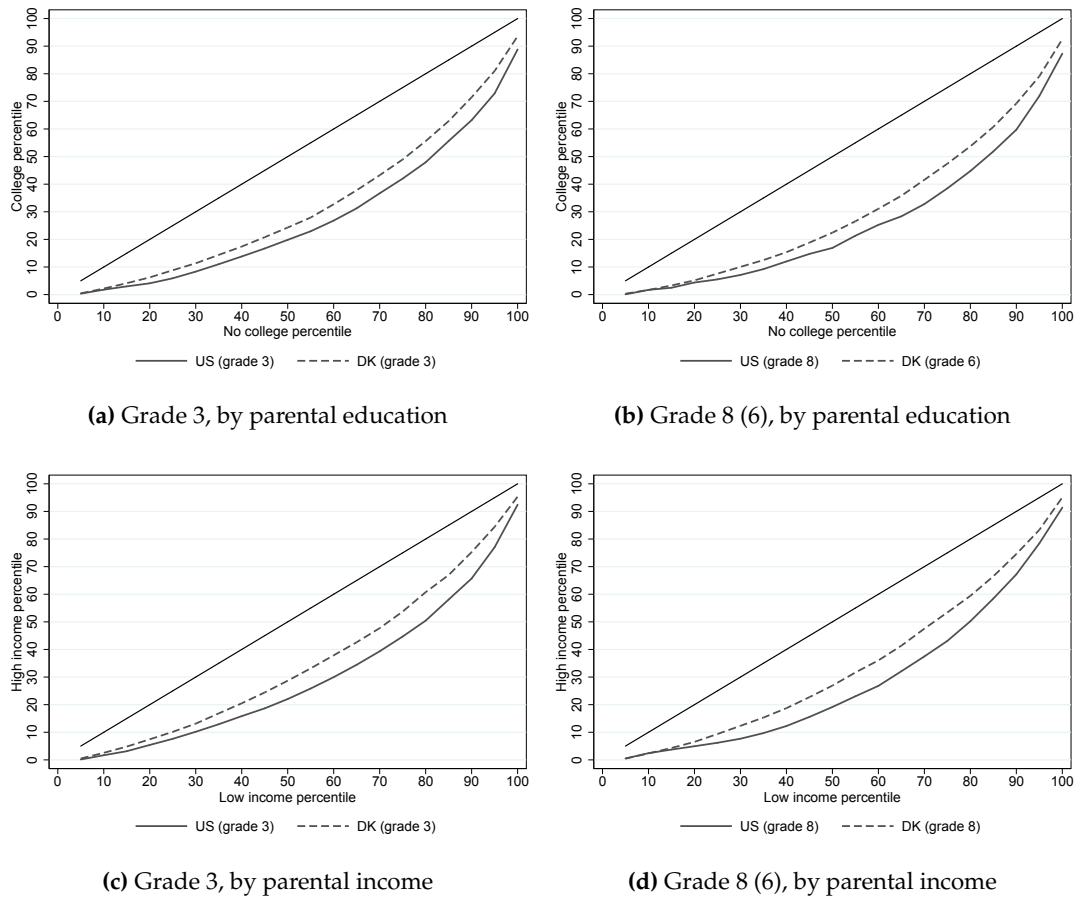 College percentile
0 10 20 30 40 50 60 70 80 90 100
0 10 20 30 40 50 60 70 80 90 100
No college percentile
US (grade 3) DK (grade 3)
(a) Grade 3, by parental education
College percentile
0 10 20 30 40 50 60 70 80 90 100
0 10 20 30 40 50 60 70 80 90 100
No college percentile
US (grade 8) DK (grade 6)
(b) Grade 8 (6), by parental education
High income percentile
0 10 20 30 40 50 60 70 80 90 100
0 10 20 30 40 50 60 70 80 90 100
Low income percentile
US (grade 3) DK (grade 3)
(c) Grade 3, by parental income
High income percentile
0 10 20 30 40 50 60 70 80 90 100
0 10 20 30 40 50 60 70 80 90 100
Low income percentile
US (grade 8) DK (grade 8)
(d) Grade 8 (6), by parental income